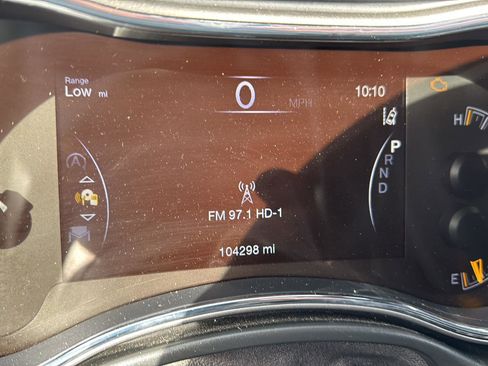 Range
Low mi
0 MPH
10:10
H
P
R
N
D
FM 97.1 HD-1
104298 mi
E